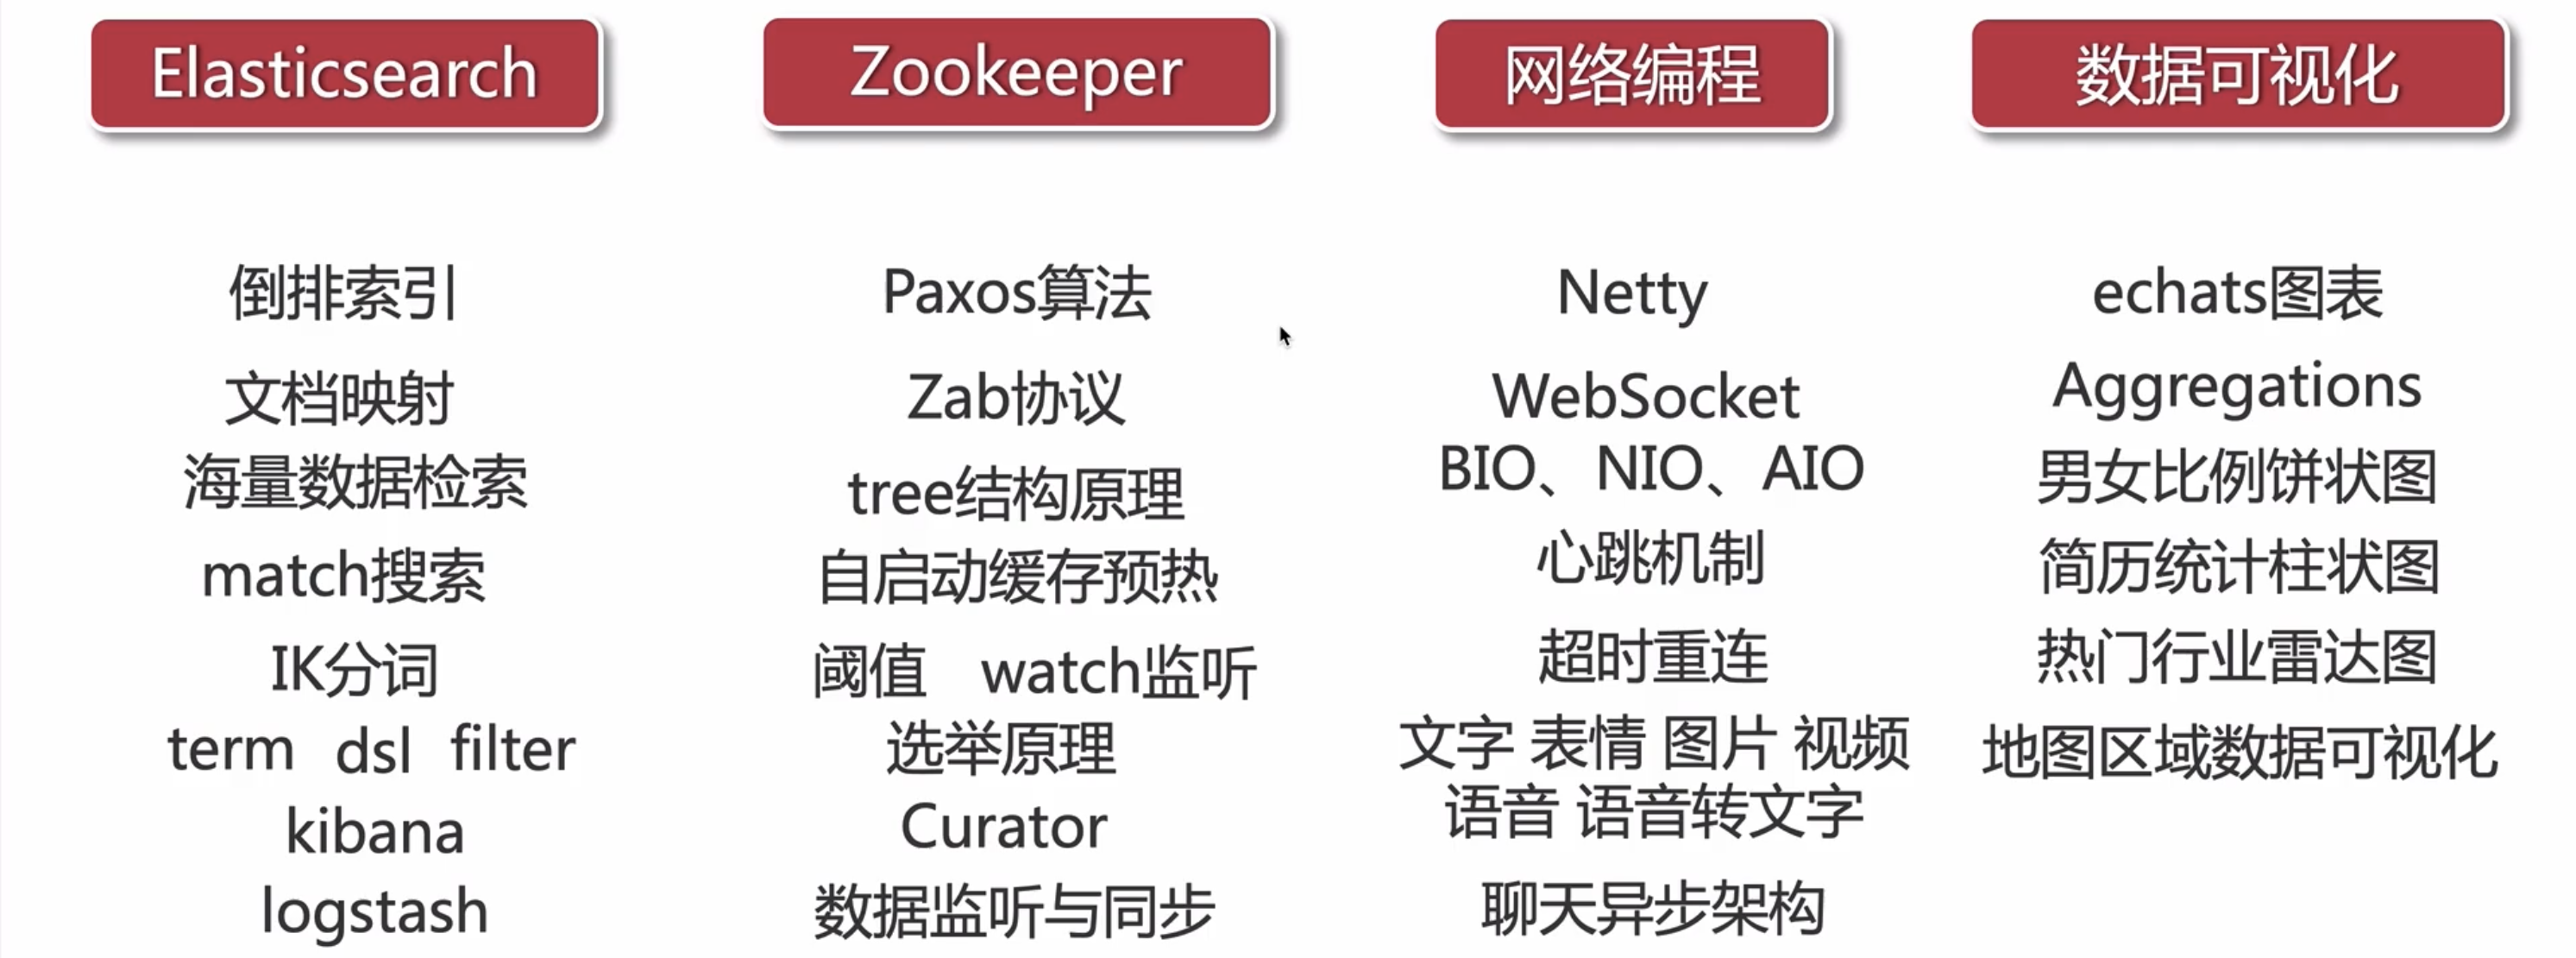 Elasticsearch
倒排索引
文档映射
海量数据检索
match搜索
IK分词
term dsl filter
kibana
logstash
Zookeeper
Paxos算法
Zab协议
tree结构原理
自启动缓存预热
阈值 watch监听
选举原理
Curator
数据监听与同步
网络编程
Netty
WebSocket
BIO、NIO、AIO
心跳机制
超时重连
文字 表情 图片 视频
语音 语音转文字
聊天异步架构
数据可视化
echats图表
Aggregations
男女比例饼状图
简历统计柱状图
热门行业雷达图
地图区域数据可视化